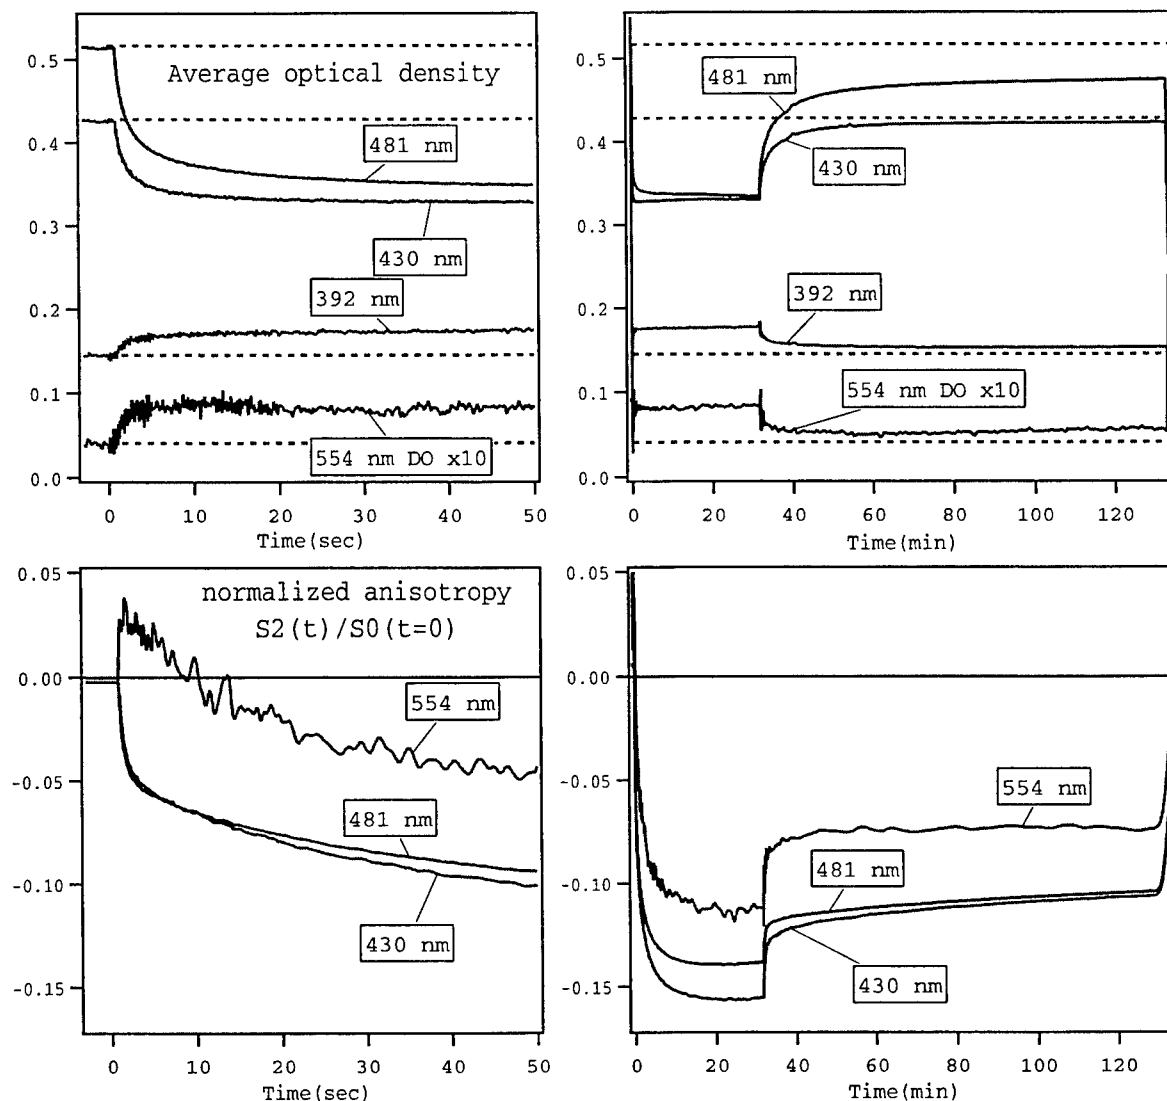 0.5
0.4
0.3
0.2
0.1
0.0
Average optical density
481 nm
430 nm
392 nm
554 nm DO x10
0 10 20 30 40 50
Time(sec)
0.5
0.4
0.3
0.2
0.1
0.0
481 nm
430 nm
392 nm
554 nm DO x10
0 20 40 60 80 100 120
Time(min)
0.05
0.00
-0.05
-0.10
-0.15
normalized anisotropy
S2(t)/S0(t=0)
554 nm
481 nm
430 nm
0 10 20 30 40 50
Time(sec)
0.05
0.00
-0.05
-0.10
-0.15
554 nm
481 nm
430 nm
0 20 40 60 80 100 120
Time(min)